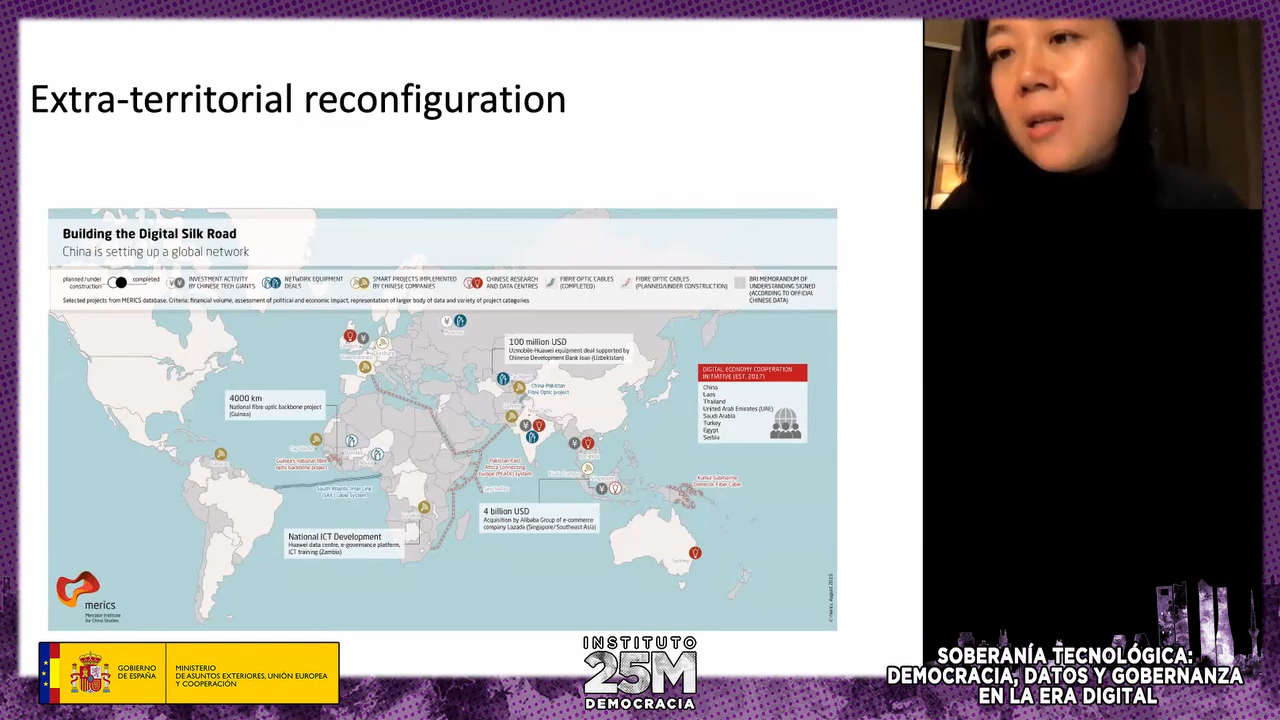 Extra-territorial reconfiguration
Building the Digital Silk Road
China is setting up a global network
planned/under
construction
completed
INVESTMENT ACTIVITY
BY CHINESE TECH GIANTS
NETWORK EQUIPMENT
DEALS
SMART PROJECTS IMPLEMENTED
BY CHINESE COMPANIES
CHINESE RESEARCH
AND DATA CENTRES
FIBRE OPTIC CABLES
(COMPLETED)
FIBRE OPTIC CABLES
(PLANNED/UNDER CONSTRUCTION)
BRI MEMORANDUM OF
UNDERSTANDING SIGNED
(ACCORDING TO OFFICIAL
CHINESE DATA)
Selected projects from MERICS database. Criteria: financial volume, assessment of political and economic impact, representation of larger body of data and variety of project categories
100 million USD
Uzmobile-Huawei equipment deal supported by
Chinese Development Bank loan (Uzbekistan)
China-Pakistan
Fibre Optic project
DIGITAL ECONOMY COOPERATION
INITIATIVE (EST. 2017)
China
Laos
Thailand
United Arab Emirates (UAE)
Saudi Arabia
Turkey
Egypt
Serbia
4000 km
National fibre optic backbone project
(Guinea)
Guinea's national fibre
optic backbone project
South Atlantic Inter Link
(SAIL) cable system
Pakistan-East
Africa Connecting
Europe (PEACE) system
Seychelles
Kumul Submarine
Domestic Fiber Cable
Bangkok
Kuala Lumpur
Singapore
4 billion USD
Acquisition by Alibaba Group of e-commerce
company Lazada (Singapore/Southeast Asia)
National ICT Development
Huawei data centre, e-governance platform,
ICT training (Zambia)
Sydney
merics
Mercator Institute
for China Studies
GOBIERNO
DE ESPAÑA
MINISTERIO
DE ASUNTOS EXTERIORES, UNIÓN EUROPEA
Y COOPERACIÓN
INSTITUTO
25M
DEMOCRACIA
SOBERANÍA TECNOLÓGICA:
DEMOCRACIA, DATOS Y GOBERNANZA
EN LA ERA DIGITAL